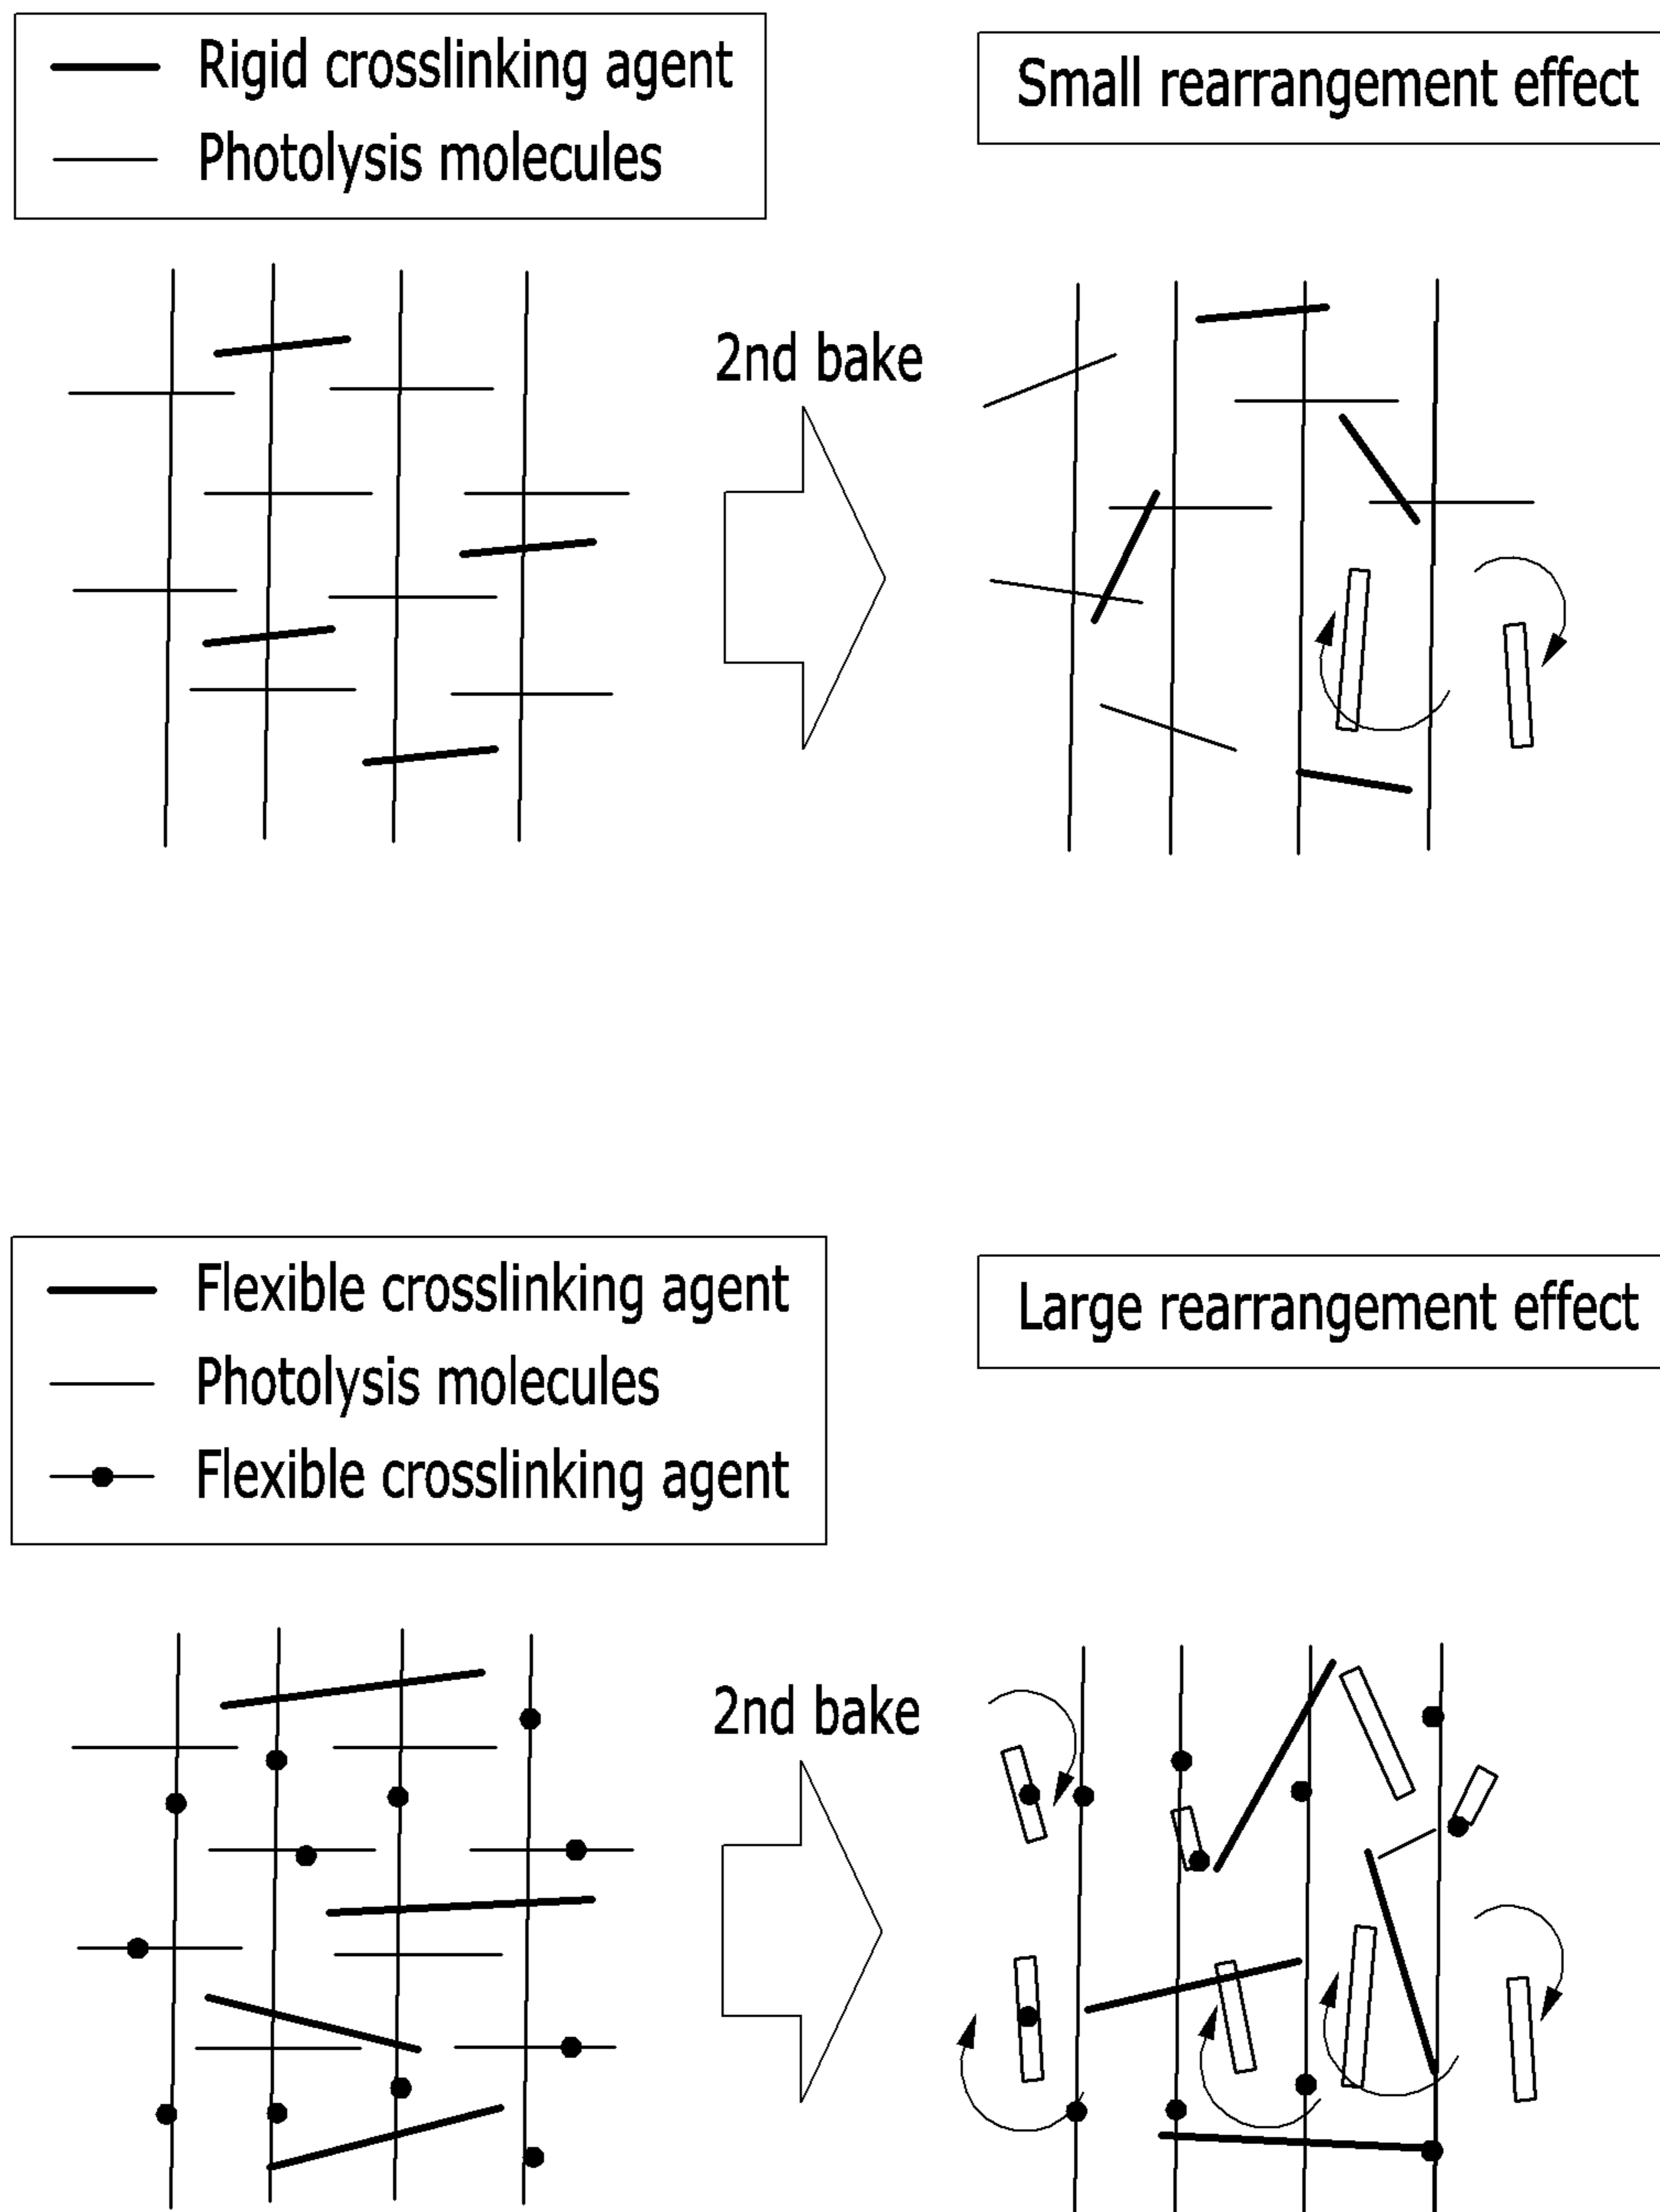 Rigid crosslinking agent
Photolysis molecules
Small rearrangement effect
2nd bake
Flexible crosslinking agent
Photolysis molecules
Flexible crosslinking agent
Large rearrangement effect
2nd bake